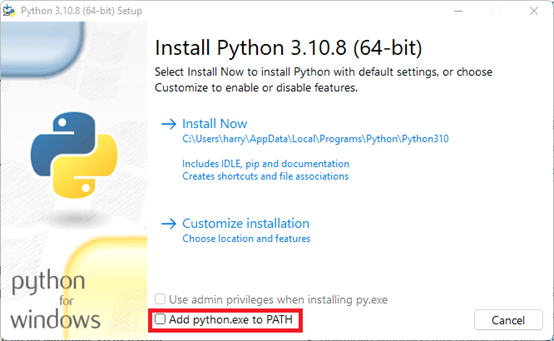 Python 3.10.8 (64-bit) Setup
Install Python 3.10.8 (64-bit)
Select Install Now to install Python with default settings, or choose
Customize to enable or disable features.
Install Now
C:\Users\harry\AppData\Local\Programs\Python\Python310
Includes IDLE, pip and documentation
Creates shortcuts and file associations
Customize installation
Choose location and features
python
for
windows
Use admin privileges when installing py.exe
Add python.exe to PATH
Cancel